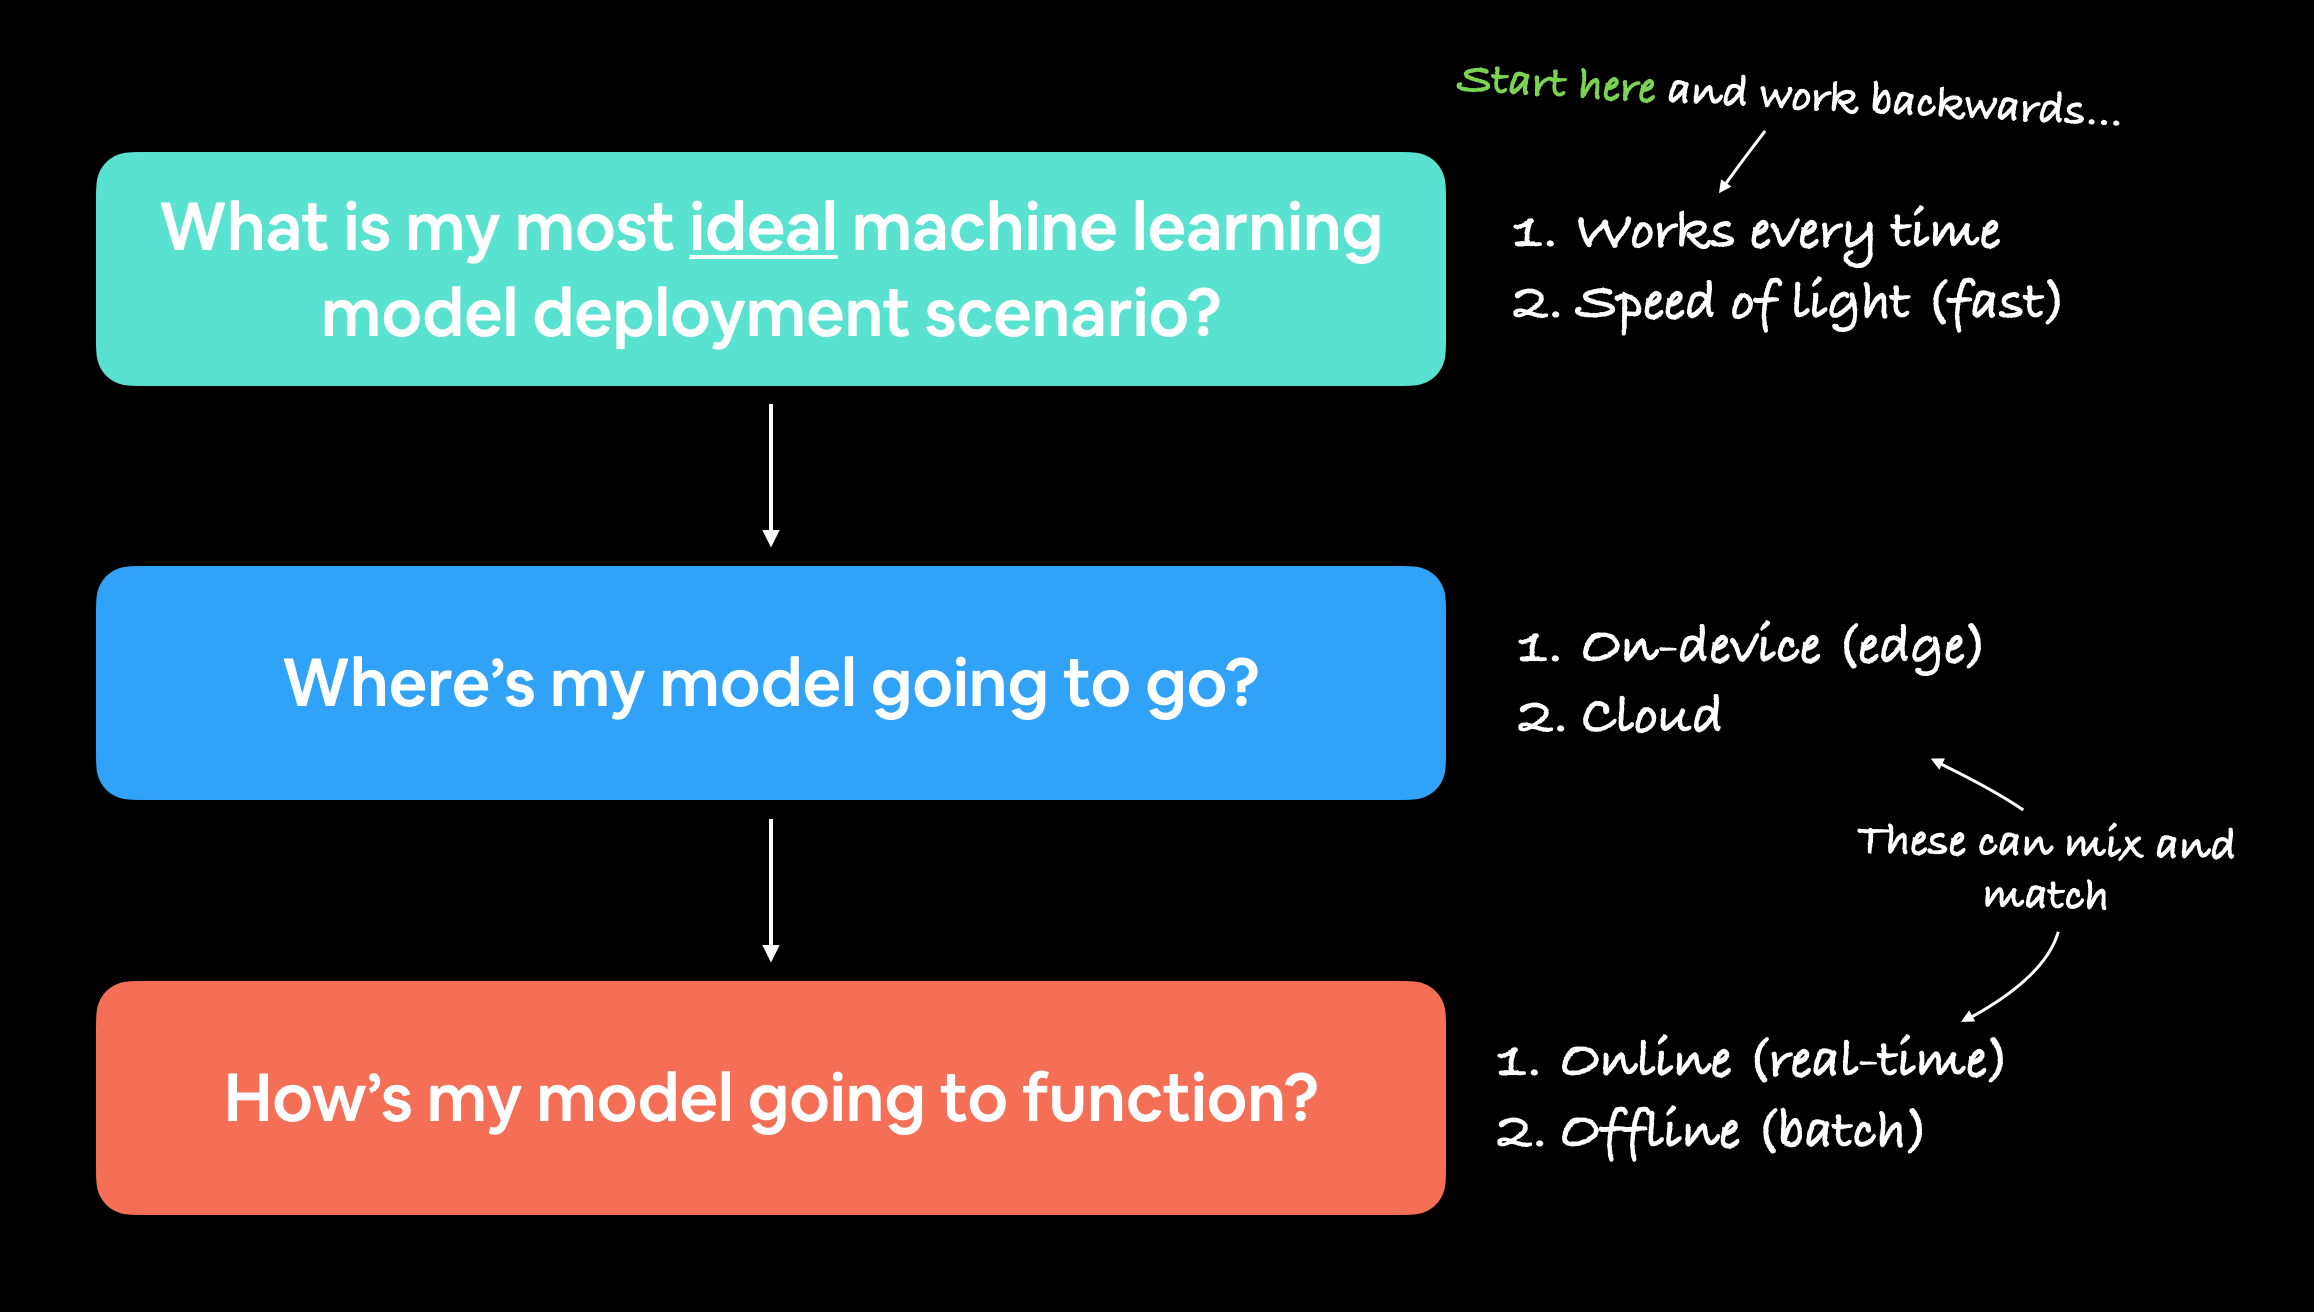 Start here and work backwards...
What is my most ideal machine learning
model deployment scenario?
1. Works every time
2. Speed of light (fast)
Where’s my model going to go?
1. On-device (edge)
2. Cloud
These can mix and
match
How’s my model going to function?
1. Online (real-time)
2. Offline (batch)